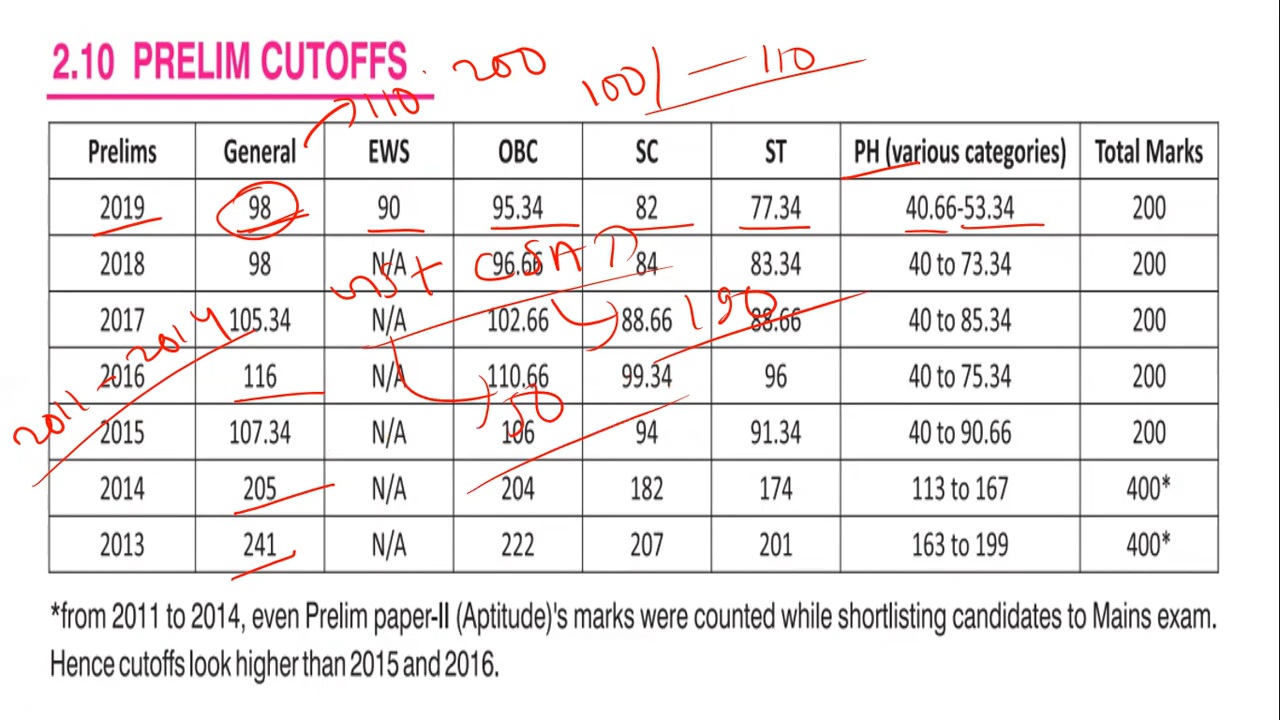 2.10 PRELIM CUTOFFS
200
100/ — 110
110
Prelims General EWS OBC SC ST PH (various categories) Total Marks
2019 98 90 95.34 82 77.34 40.66-53.34 200
2018 98 N/A 96.66 84 83.34 40 to 73.34 200
+ CSAT
2017 105.34 N/A 102.66 88.66 88.66 40 to 85.34 200
190
2011 - 2014
2016 116 N/A 110.66 99.34 96 40 to 75.34 200
50
2015 107.34 N/A 106 94 91.34 40 to 90.66 200
2014 205 N/A 204 182 174 113 to 167 400*
2013 241 N/A 222 207 201 163 to 199 400*
*from 2011 to 2014, even Prelim paper-II (Aptitude)'s marks were counted while shortlisting candidates to Mains exam.
Hence cutoffs look higher than 2015 and 2016.